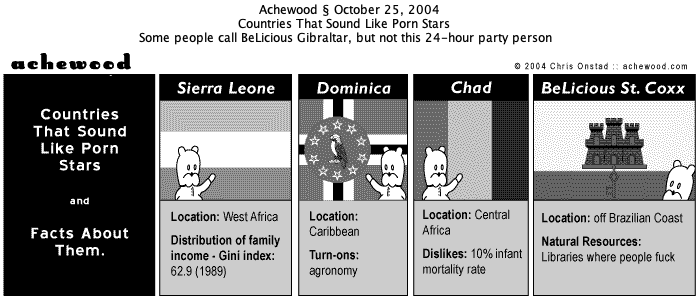 Achewood § October 25, 2004
Countries That Sound Like Porn Stars
Some people call BeLicious Gibraltar, but not this 24-hour party person
achewood
© 2004 Chris Onstad :: achewood.com
Countries
That Sound
Like Porn
Stars
and
Facts About
Them.
Sierra Leone
Location: West Africa
Distribution of family
income - Gini index:
62.9 (1989)
Dominica
Location:
Caribbean
Turn-ons:
agronomy
Chad
Location: Central
Africa
Dislikes: 10% infant
mortality rate
BeLicious St. Coxx
Location: off Brazilian Coast
Natural Resources:
Libraries where people fuck